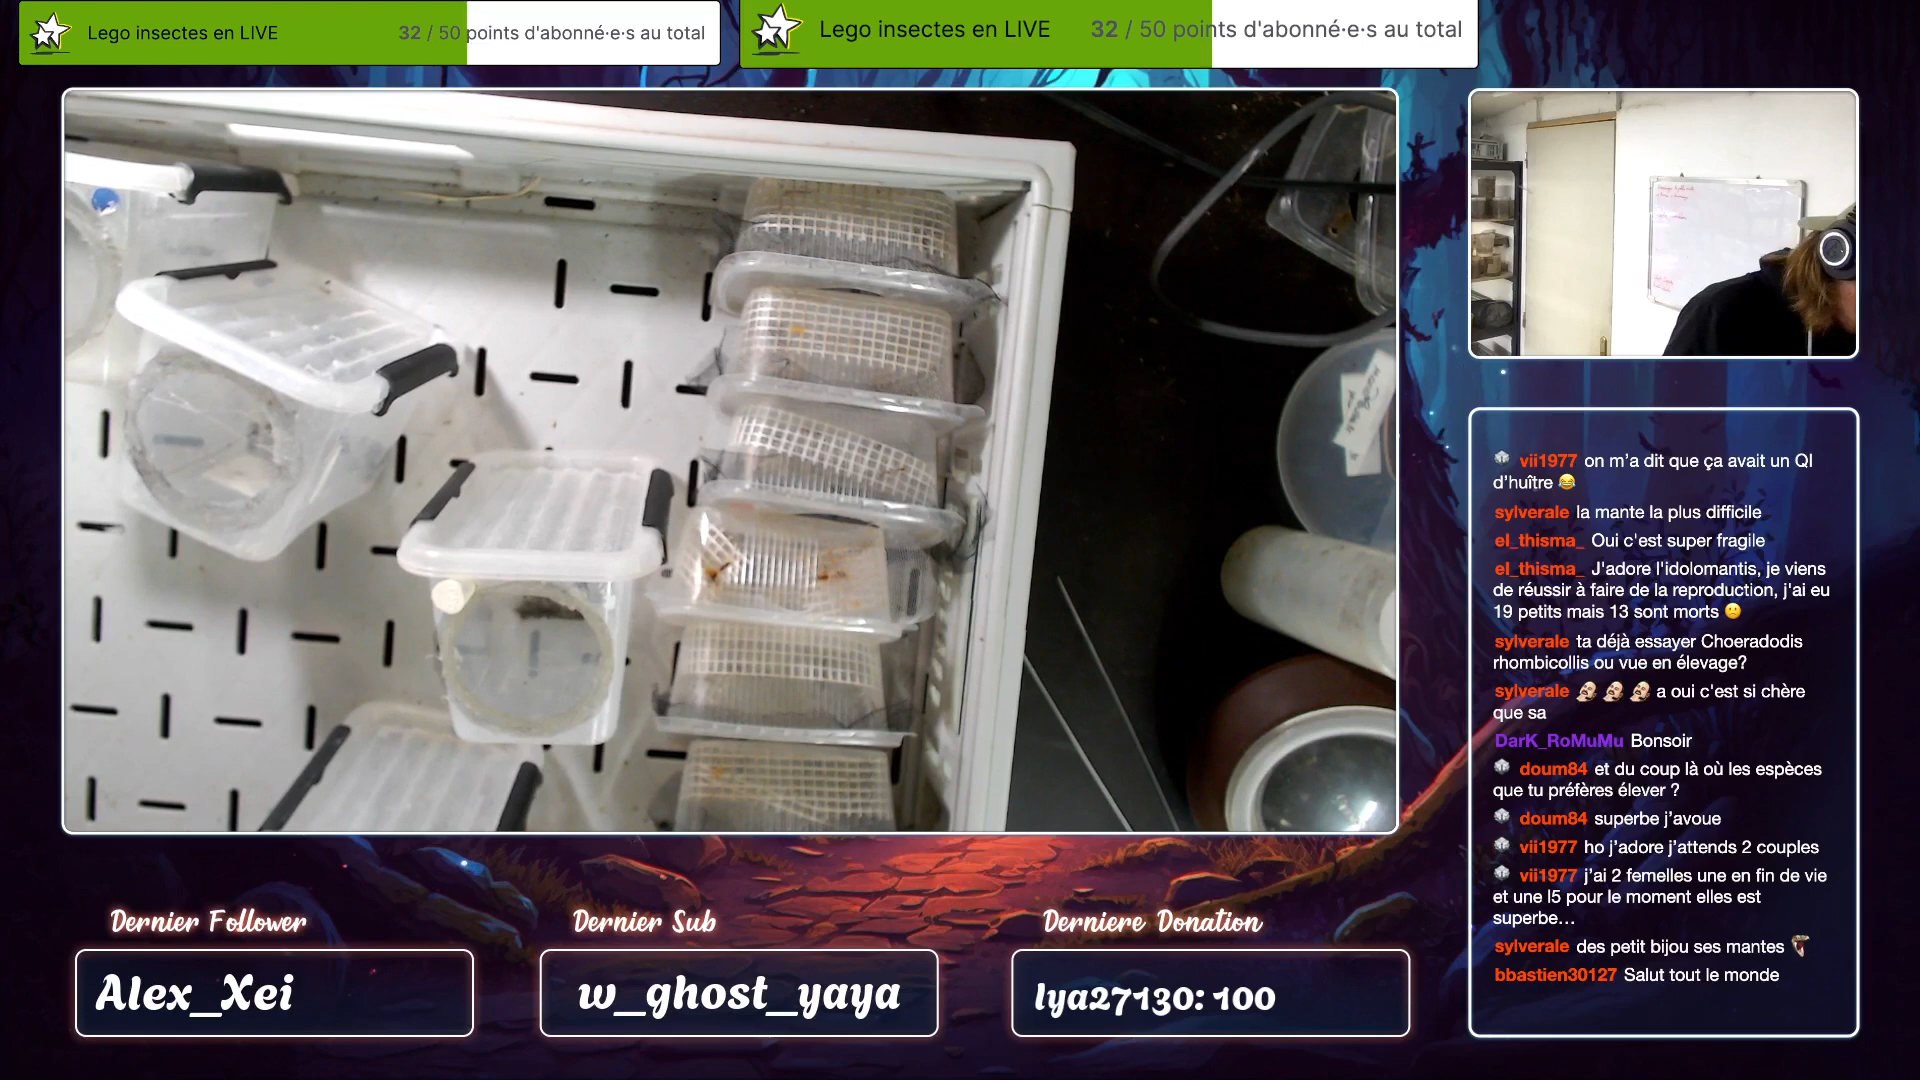 Lego insectes en LIVE 32 / 50 points d'abonné·e·s au total
Lego insectes en LIVE 32 / 50 points d'abonné·e·s au total
vii1977 on m’a dit que ça avait un QI
d’huître 😂
sylverale la mante la plus difficile
el_thisma_ Oui c'est super fragile
el_thisma_ J'adore l'idolomantis, je viens
de réussir à faire de la reproduction, j'ai eu
19 petits mais 13 sont morts 🙁
sylverale ta déjà essayer Choeradodis
rhombicollis ou vue en élevage?
sylverale a oui c'est si chère
que sa
DarK_RoMuMu Bonsoir
doum84 et du coup là où les espèces
que tu préfères élever ?
doum84 superbe j’avoue
vii1977 ho j’adore j’attends 2 couples
vii1977 j’ai 2 femelles une en fin de vie
et une l5 pour le moment elles est
superbe…
sylverale des petit bijou ses mantes
bbastien30127 Salut tout le monde
Dernier Follower
Alex_Xei
Dernier Sub
w_ghost_yaya
Derniere Donation
lya27130: 100